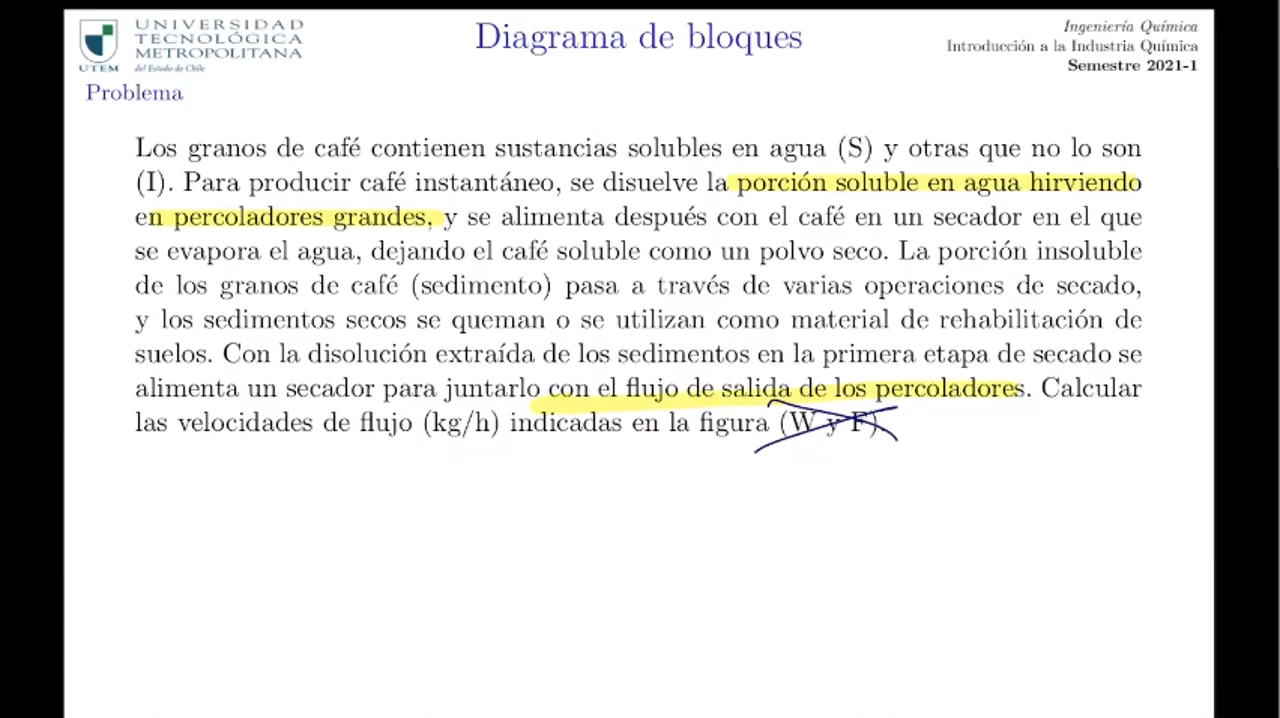 UNIVERSIDAD
TECNOLÓGICA
METROPOLITANA
del Estado de Chile
UTEM
Diagrama de bloques
Ingeniería Química
Introducción a la Industria Química
Semestre 2021-1
Problema
Los granos de café contienen sustancias solubles en agua (S) y otras que no lo son
(I). Para producir café instantáneo, se disuelve la porción soluble en agua hirviendo
en percoladores grandes, y se alimenta después con el café en un secador en el que
se evapora el agua, dejando el café soluble como un polvo seco. La porción insoluble
de los granos de café (sedimento) pasa a través de varias operaciones de secado,
y los sedimentos secos se queman o se utilizan como material de rehabilitación de
suelos. Con la disolución extraída de los sedimentos en la primera etapa de secado se
alimenta un secador para juntarlo con el flujo de salida de los percoladores. Calcular
las velocidades de flujo (kg/h) indicadas en la figura (W y F).